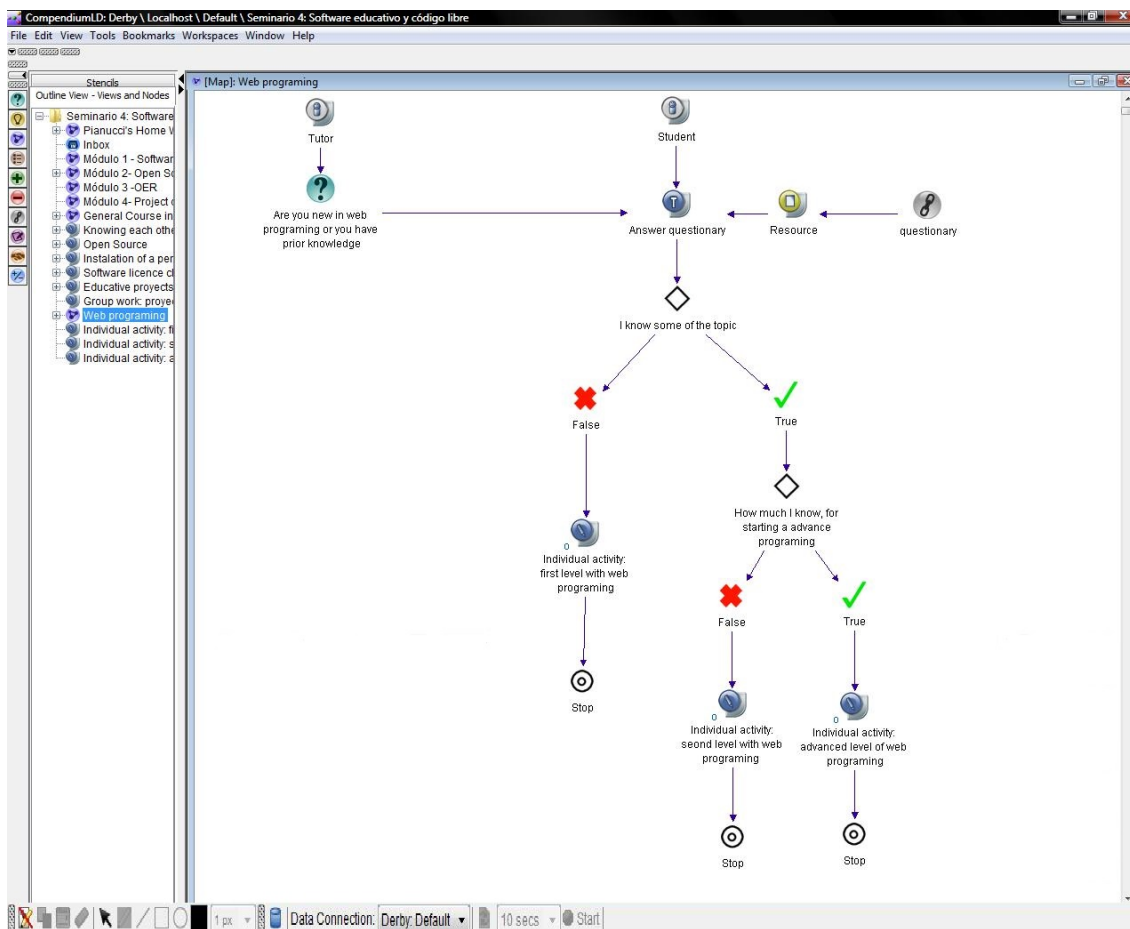 CompendiumLD: Derby \ Localhost \ Default \ Seminario 4: Software educativo y código libre
File Edit View Tools Bookmarks Workspaces Window Help
Stencils
Outline View - Views and Nodes
Seminario 4: Software
Pianucci's Home
Inbox
Módulo 1 - Softwar
Módulo 2- Open
Módulo 3 -OER
Módulo 4- Project
General Course in
Knowing each othe
Open Source
Instalation of a per
Software licence cl
Educative proyects
Group work: proye
Web programing
Individual activity: fi
Individual activity: s
Individual activity: a
[Map]: Web programing
Tutor
Student
Are you new in web
programing or you have
prior knowledge
Answer questionary
Resource
questionary
I know some of the topic
False
True
How much I know, for
starting a advance
programing
0
Individual activity:
first level with web
programing
False
True
Stop
0
Individual activity:
seond level with web
programing
0
Individual activity:
advanced level of web
programing
Stop
Stop
1 px
Data Connection: Derby: Default
10 secs
Start